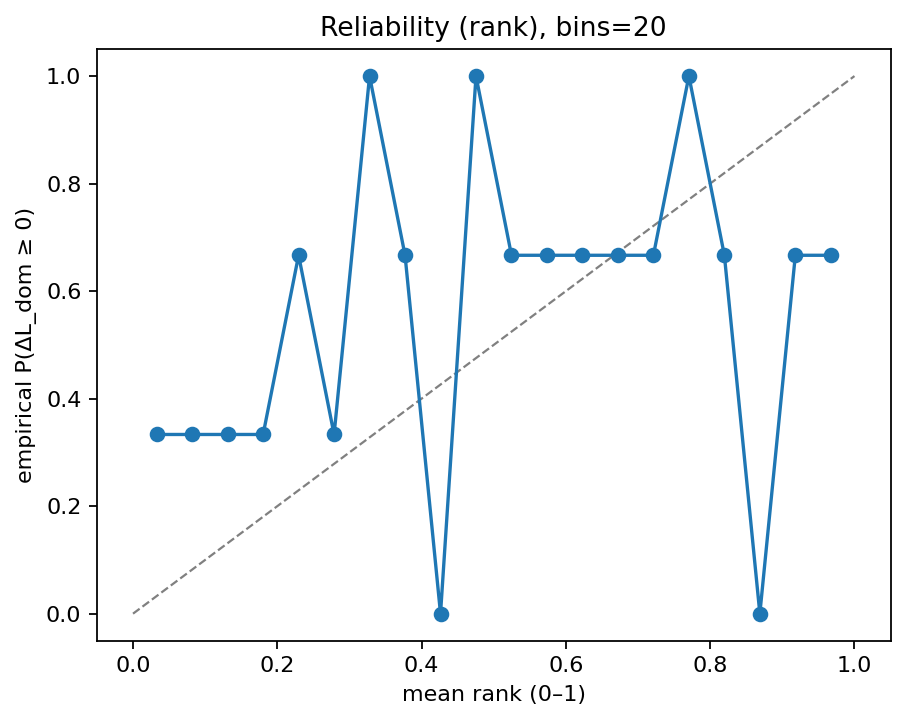 Reliability (rank), bins=20
empirical P(ΔL_dom ≥ 0)
1.0
0.8
0.6
0.4
0.2
0.0
0.0 0.2 0.4 0.6 0.8 1.0
mean rank (0–1)